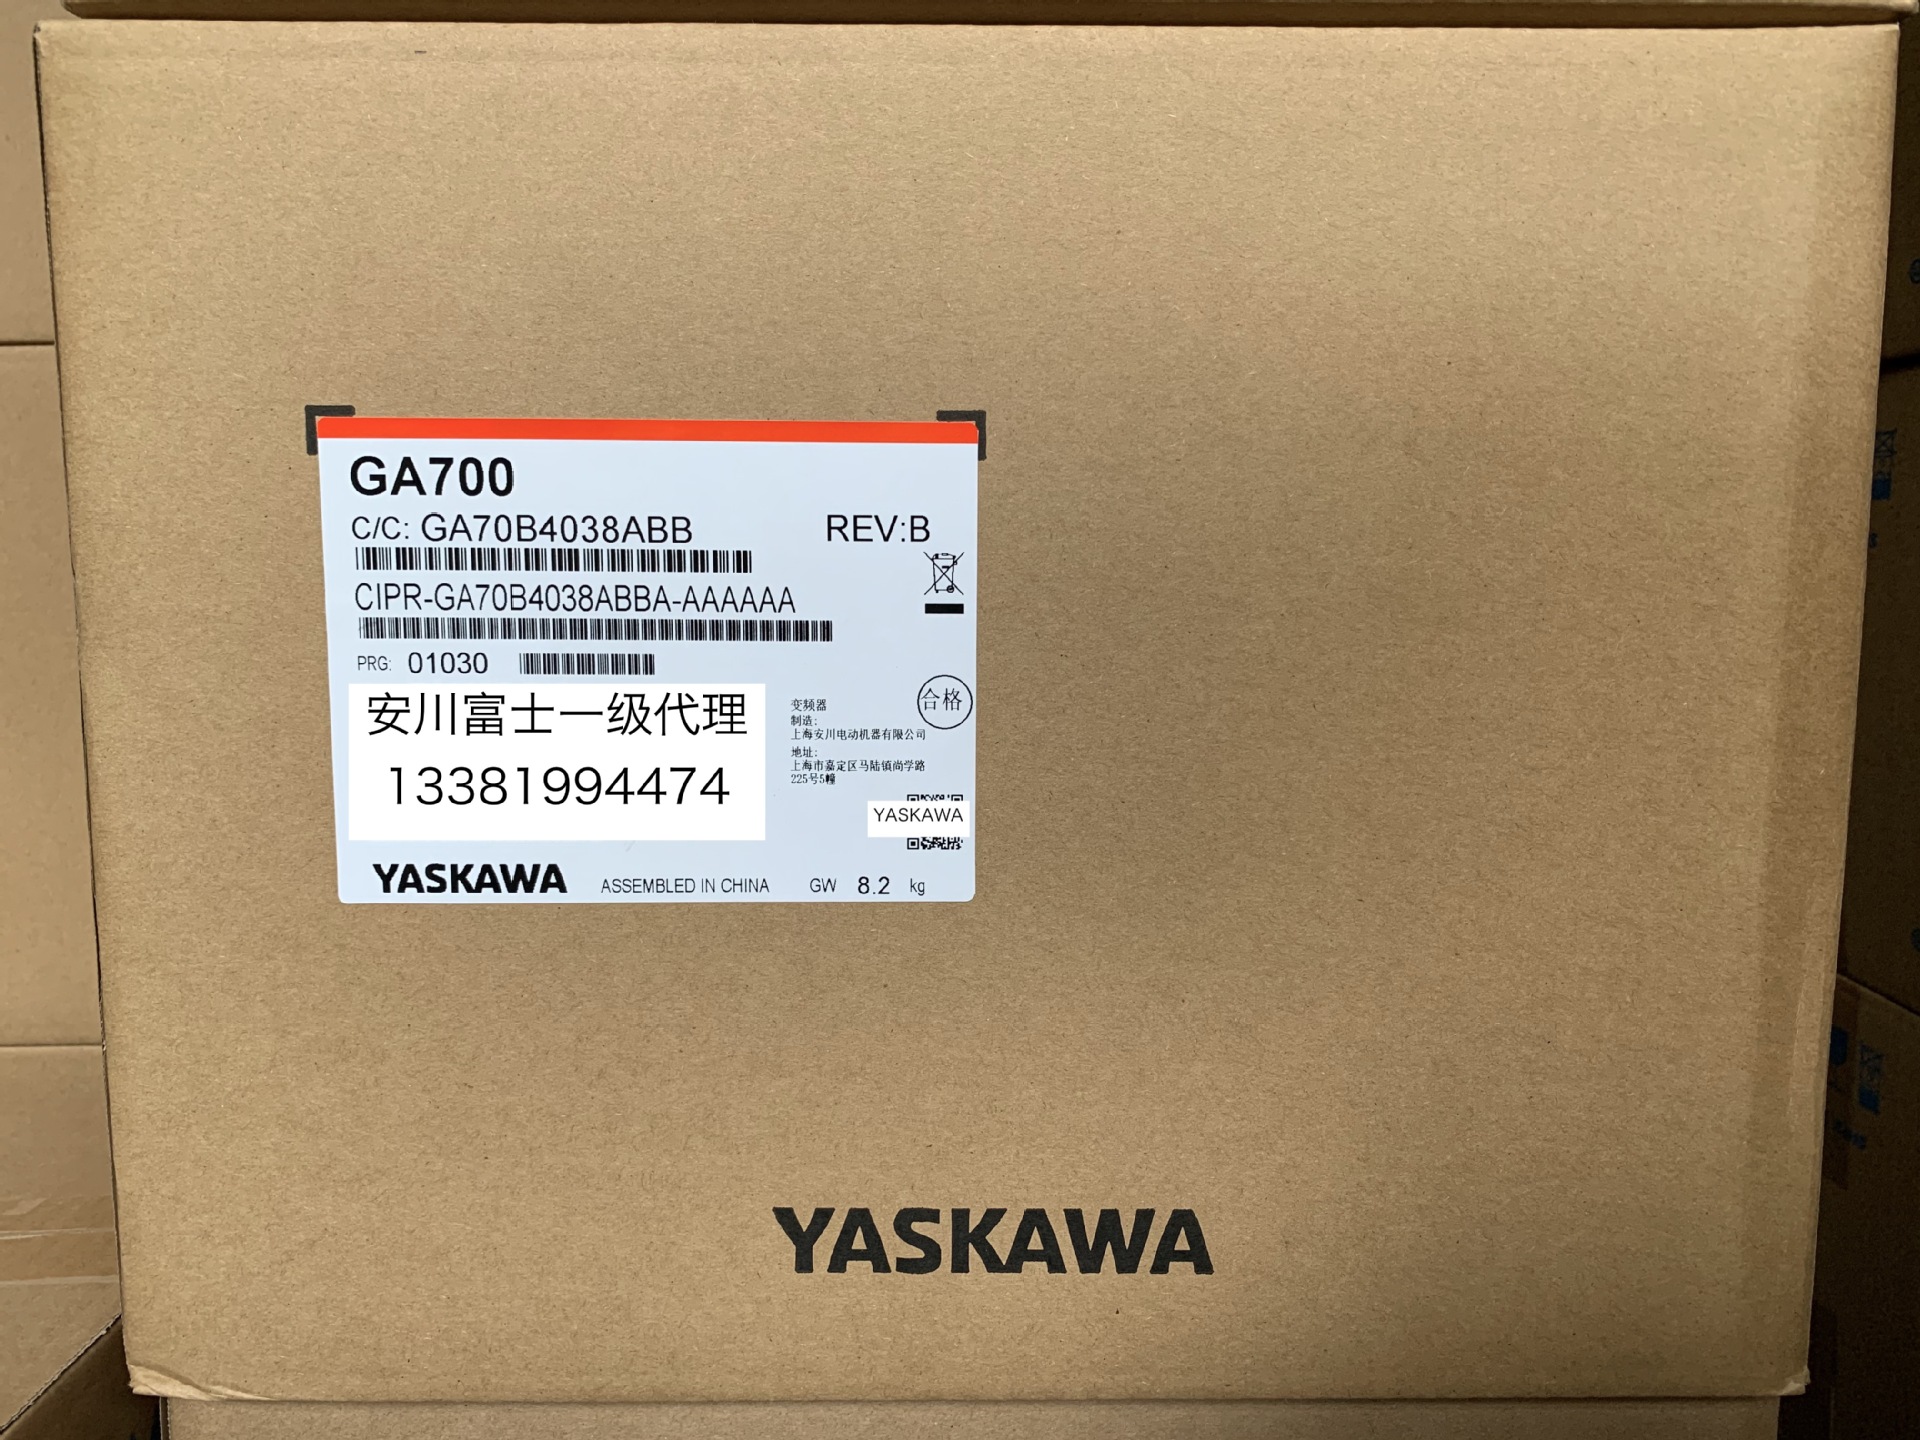 GA700
C/C: GA70B4038ABB
REV:B
CIPR-GA70B4038ABBA-AAAAAA
PRG: 01030
安川富士一级代理
13381994474
变频器
制造:
上海安川电动机器有限公司
地址:
上海市嘉定区马陆镇尚学路
225号5幢
合格
YASKAWA
YASKAWA
ASSEMBLED IN CHINA
GW 8.2 kg
YASKAWA